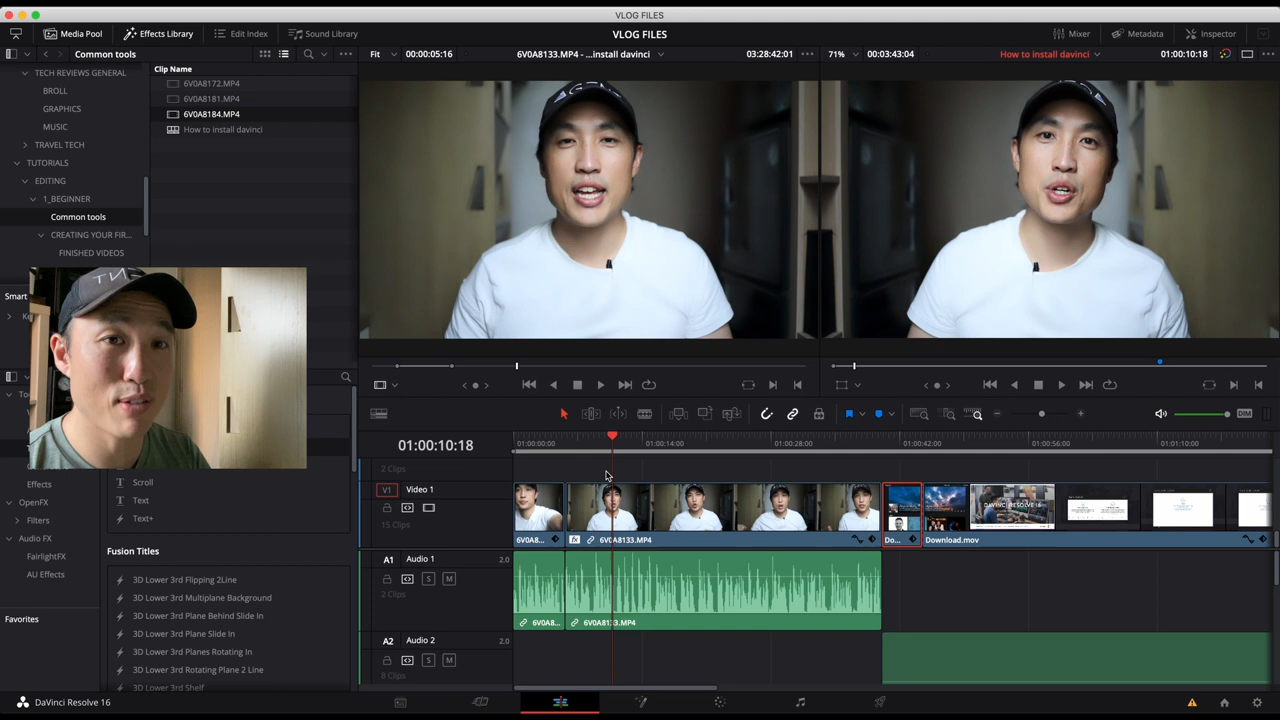 VLOG FILES
Media Pool
Effects Library
Edit Index
Sound Library
VLOG FILES
Mixer
Metadata
Inspector
Common tools
Fit
00:00:05:16
6V0A8133.MP4 - ...install davinci
03:28:42:01
71%
00:03:43:04
How to install davinci
01:00:10:18
TECH REVIEWS GENERAL
BROLL
GRAPHICS
MUSIC
TRAVEL TECH
TUTORIALS
EDITING
1_BEGINNER
Common tools
CREATING YOUR FIR...
FINISHED VIDEOS
Smart
Clip Name
6V0A8172.MP4
6V0A8181.MP4
6V0A8184.MP4
How to install davinci
Effects
OpenFX
Filters
Audio FX
FairlightFX
AU Effects
Favorites
Scroll
Text
Text+
Fusion Titles
3D Lower 3rd Flipping 2Line
3D Lower 3rd Multiplane Background
3D Lower 3rd Plane Behind Slide In
3D Lower 3rd Plane Slide In
3D Lower 3rd Planes Rotating In
3D Lower 3rd Rotating Plane 2 Line
3D Lower 3rd Shelf
DIM
01:00:10:18
01:00:00:00
01:00:14:00
01:00:28:00
01:00:42:00
01:00:56:00
01:01:10:00
2 Clips
V1
Video 1
15 Clips
6V0A8...
6V0A8133.MP4
Do...
Download.mov
DAVINCI RESOLVE 16
A1
Audio 1
2.0
S
M
2 Clips
6V0A8...
6V0A8133.MP4
A2
Audio 2
2.0
S
M
8 Clips
DaVinci Resolve 16